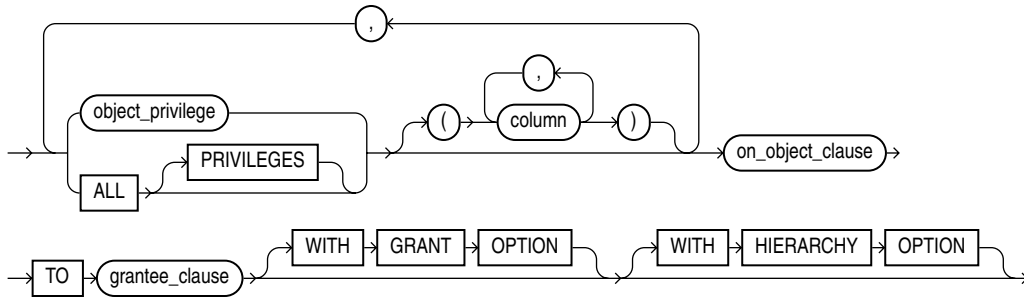 ,
,
object_privilege ( column )
PRIVILEGES on_object_clause
ALL
WITH GRANT OPTION WITH HIERARCHY OPTION
TO grantee_clause